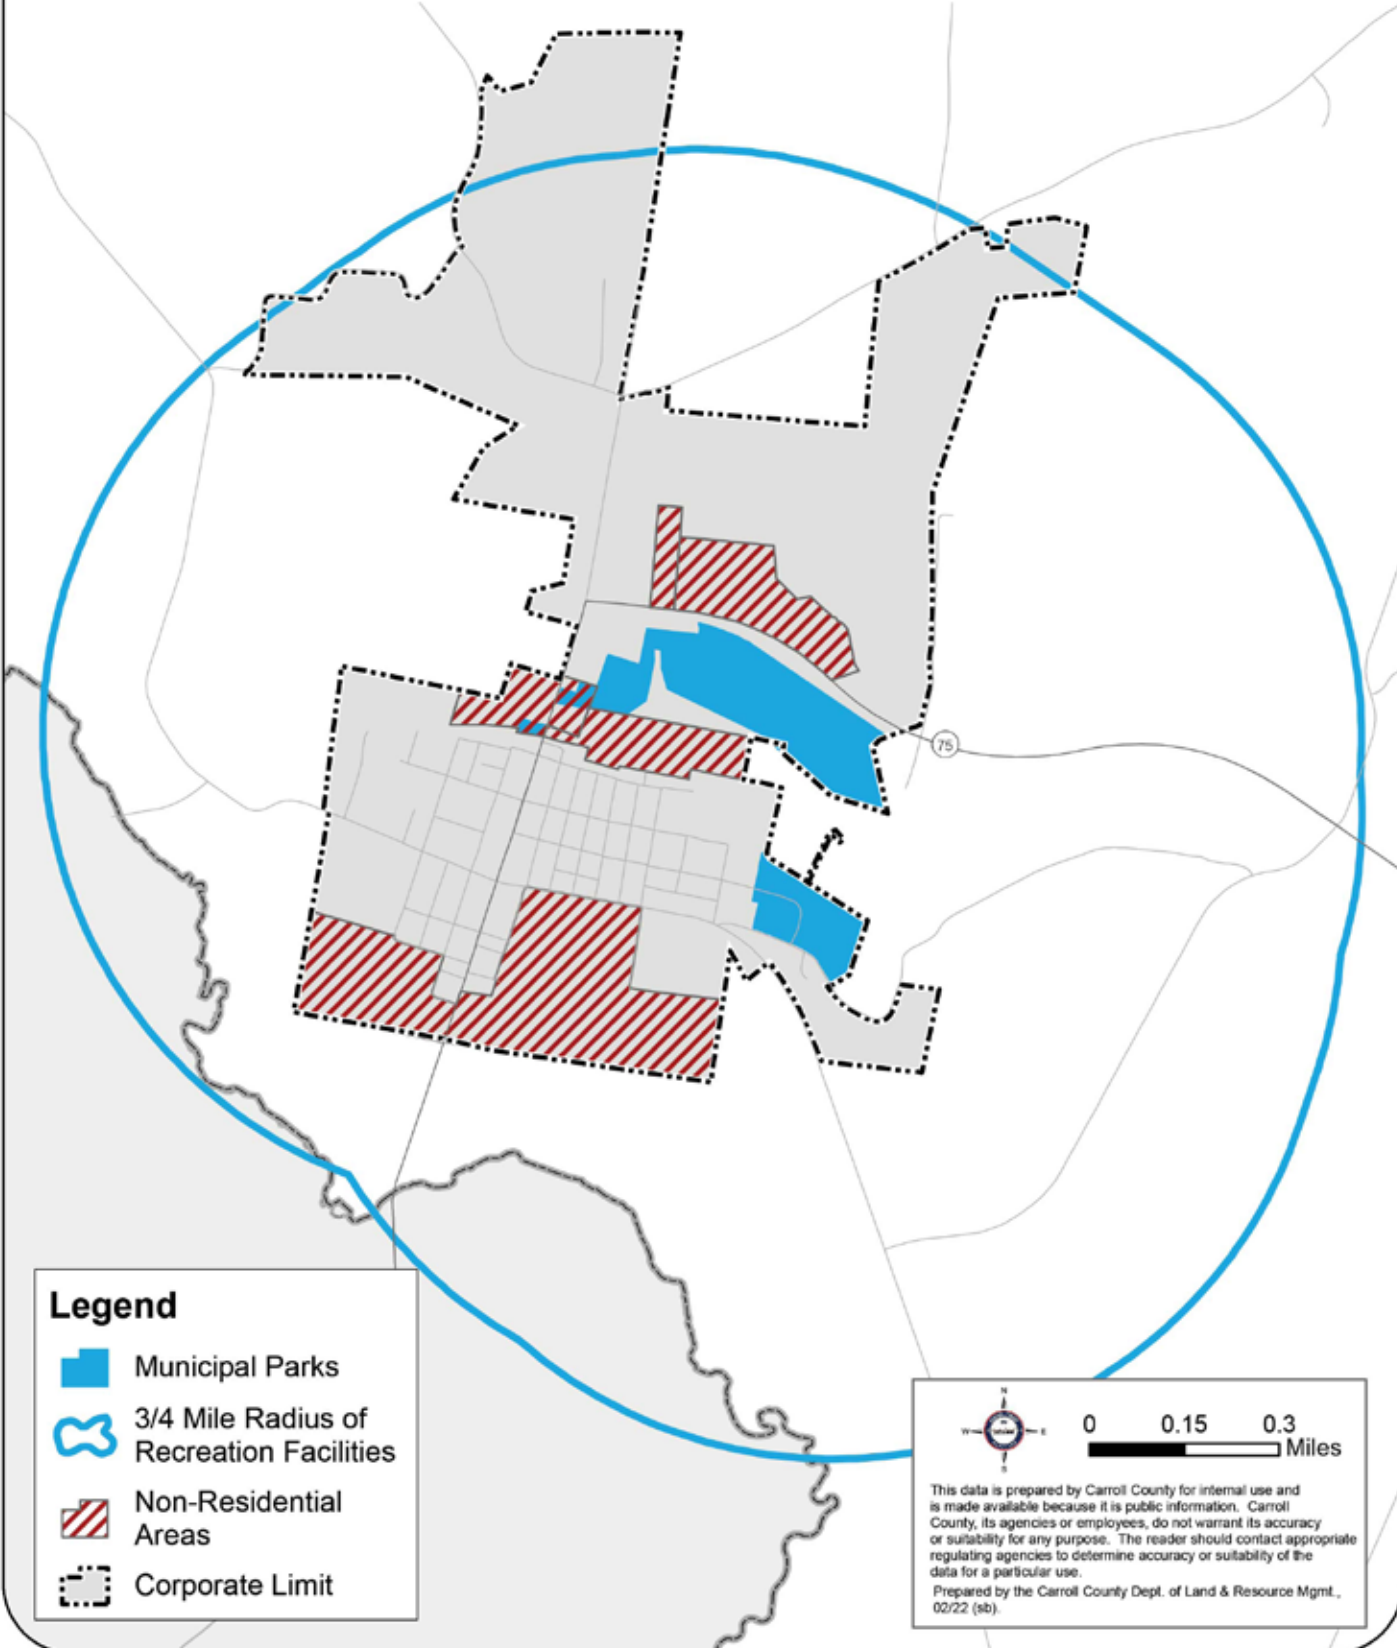 75
Legend
Municipal Parks
3/4 Mile Radius of
Recreation Facilities
Non-Residential
Areas
Corporate Limit
N
W E
S
0 0.15 0.3
Miles
This data is prepared by Carroll County for internal use and
is made available because it is public information. Carroll
County, its agencies or employees, do not warrant its accuracy
or suitability for any purpose. The reader should contact appropriate
regulating agencies to determine accuracy or suitability of the
data for a particular use.
Prepared by the Carroll County Dept. of Land & Resource Mgmt.,
02/22 (sb).